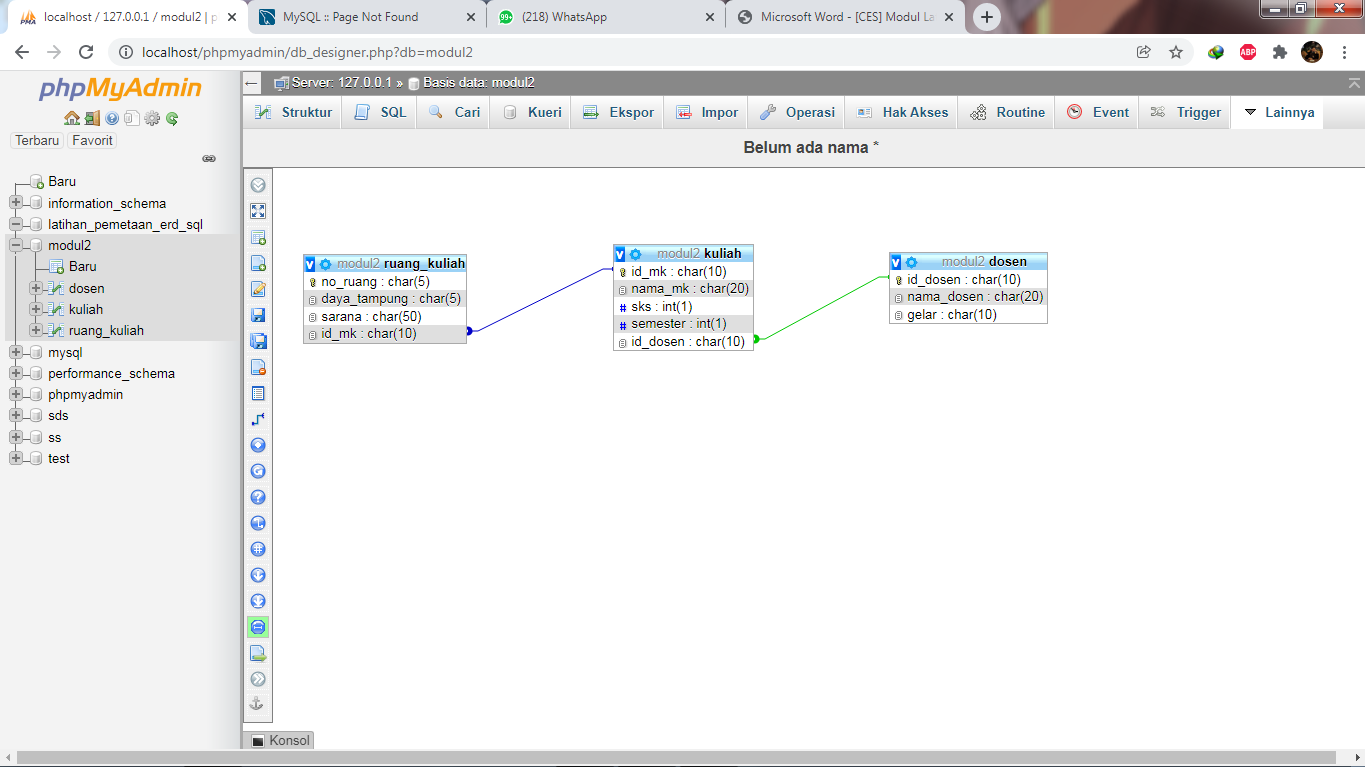 localhost / 127.0.0.1 / modul2 | p
MySQL :: Page Not Found
99+
(218) WhatsApp
Microsoft Word - [CES] Modul La
localhost/phpmyadmin/db_designer.php?db=modul2
ABP
phpMyAdmin
Terbaru
Favorit
Baru
information_schema
latihan_pemetaan_erd_sql
modul2
Baru
dosen
kuliah
ruang_kuliah
mysql
performance_schema
phpmyadmin
sds
ss
test
Server: 127.0.0.1 » Basis data: modul2
Struktur
SQL
Cari
Kueri
Ekspor
Impor
Operasi
Hak Akses
Routine
Event
Trigger
Lainnya
Belum ada nama *
v modul2 ruang_kuliah
no_ruang : char(5)
daya_tampung : char(5)
sarana : char(50)
id_mk : char(10)
v modul2 kuliah
id_mk : char(10)
nama_mk : char(20)
# sks : int(1)
# semester : int(1)
id_dosen : char(10)
v modul2 dosen
id_dosen : char(10)
nama_dosen : char(20)
gelar : char(10)
Konsol